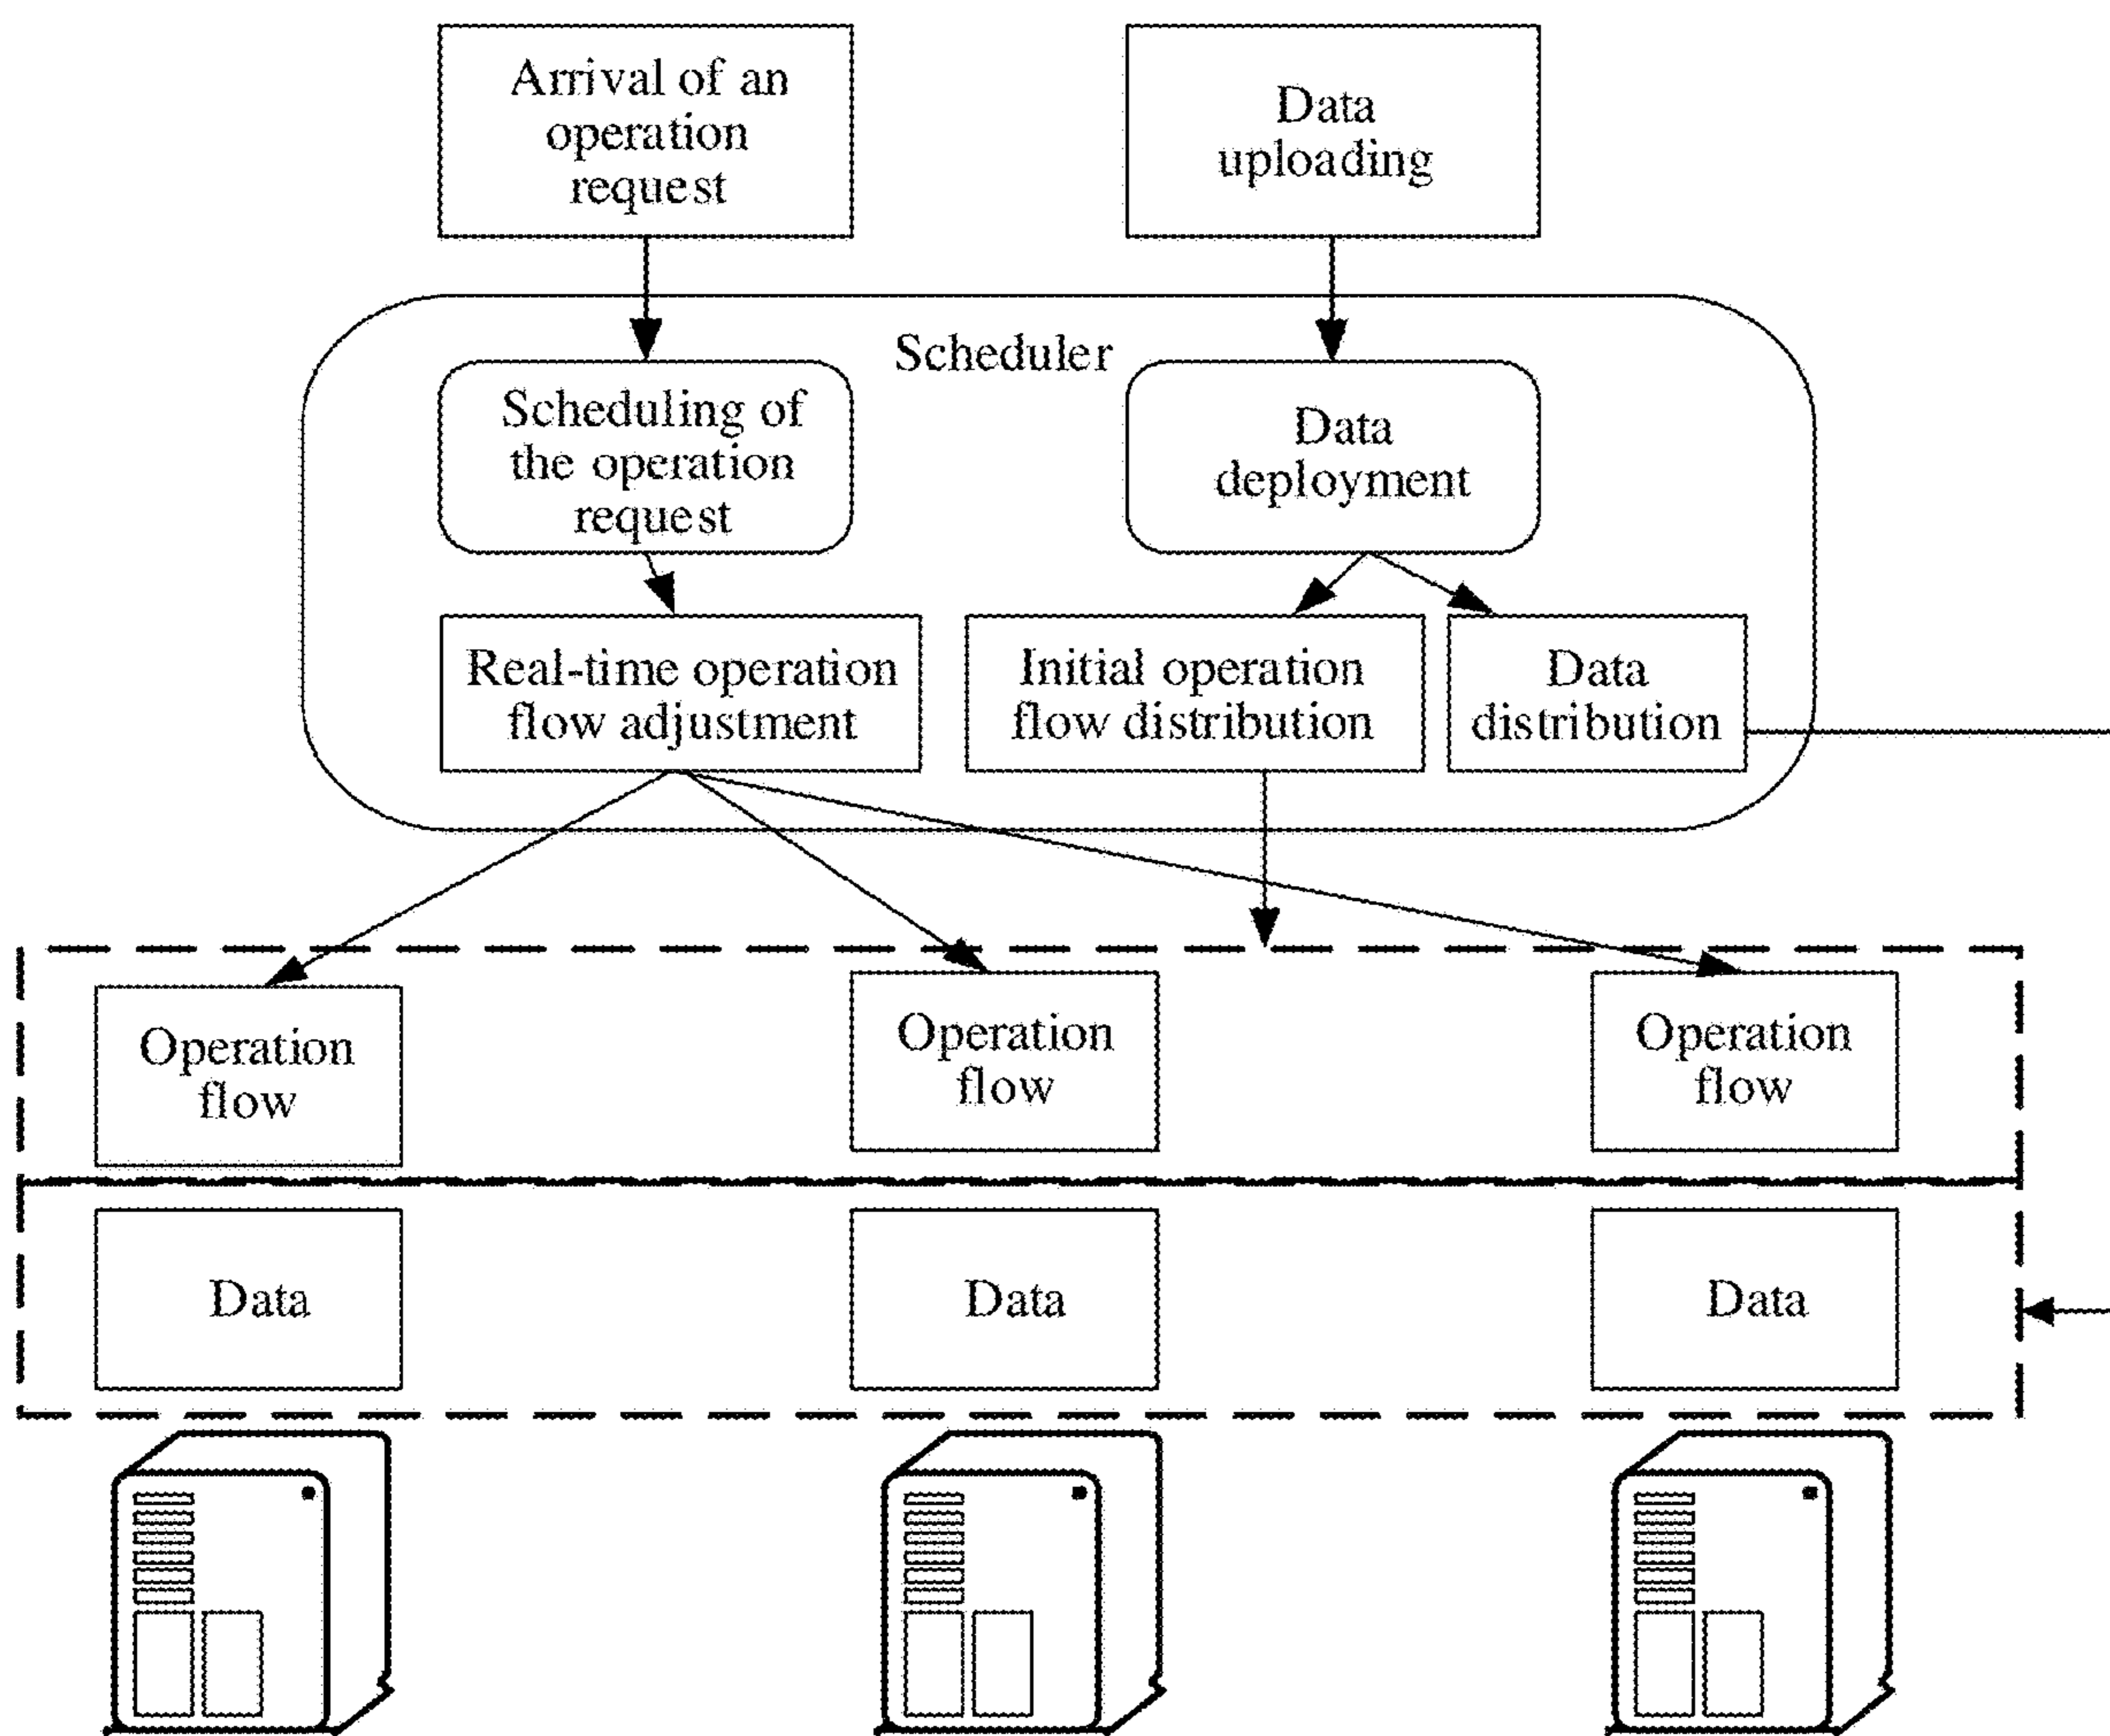 Arrival of an
operation
request
Data
uploading
Scheduler
Scheduling of
the operation
request
Data
deployment
Real-time operation
flow adjustment
Initial operation
flow distribution
Data
distribution
Operation
flow
Operation
flow
Operation
flow
Data
Data
Data